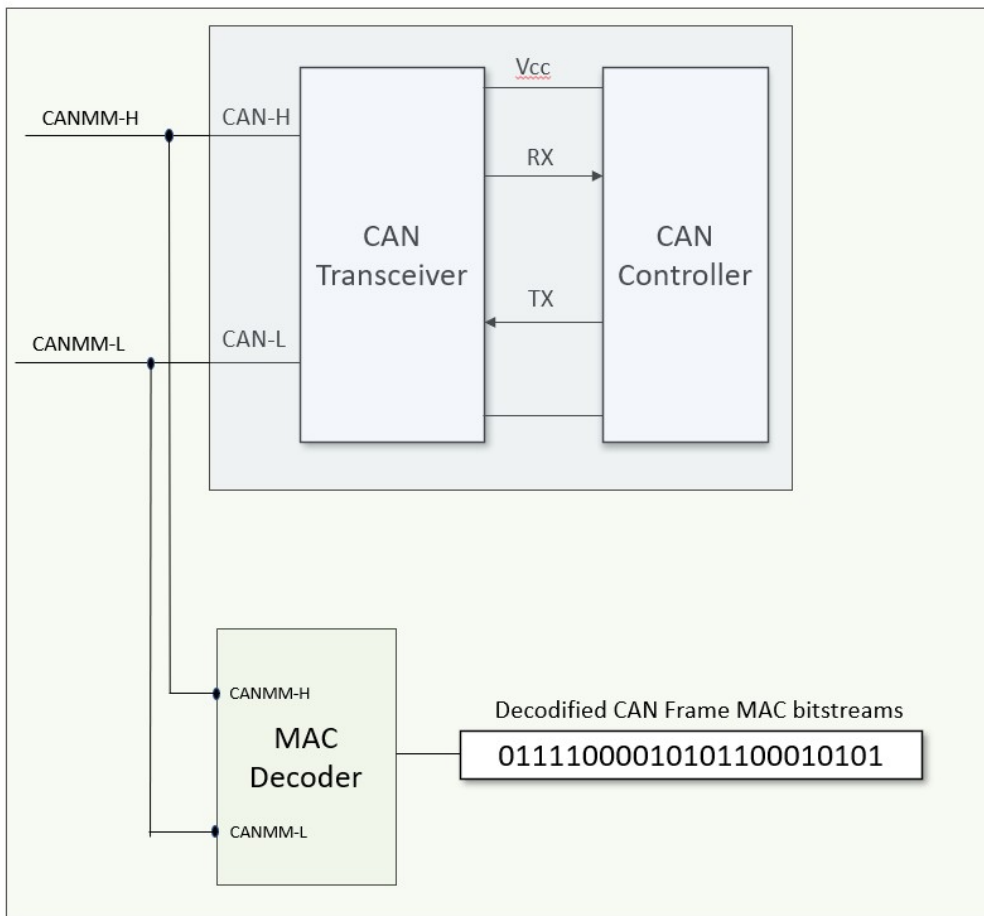 Vcc
CANMM-H
CAN-H
RX
CAN
Transceiver
CAN
Controller
TX
CANMM-L
CAN-L
CANMM-H
MAC
Decoder
CANMM-L
Decodified CAN Frame MAC bitstreams
01111000010101100010101